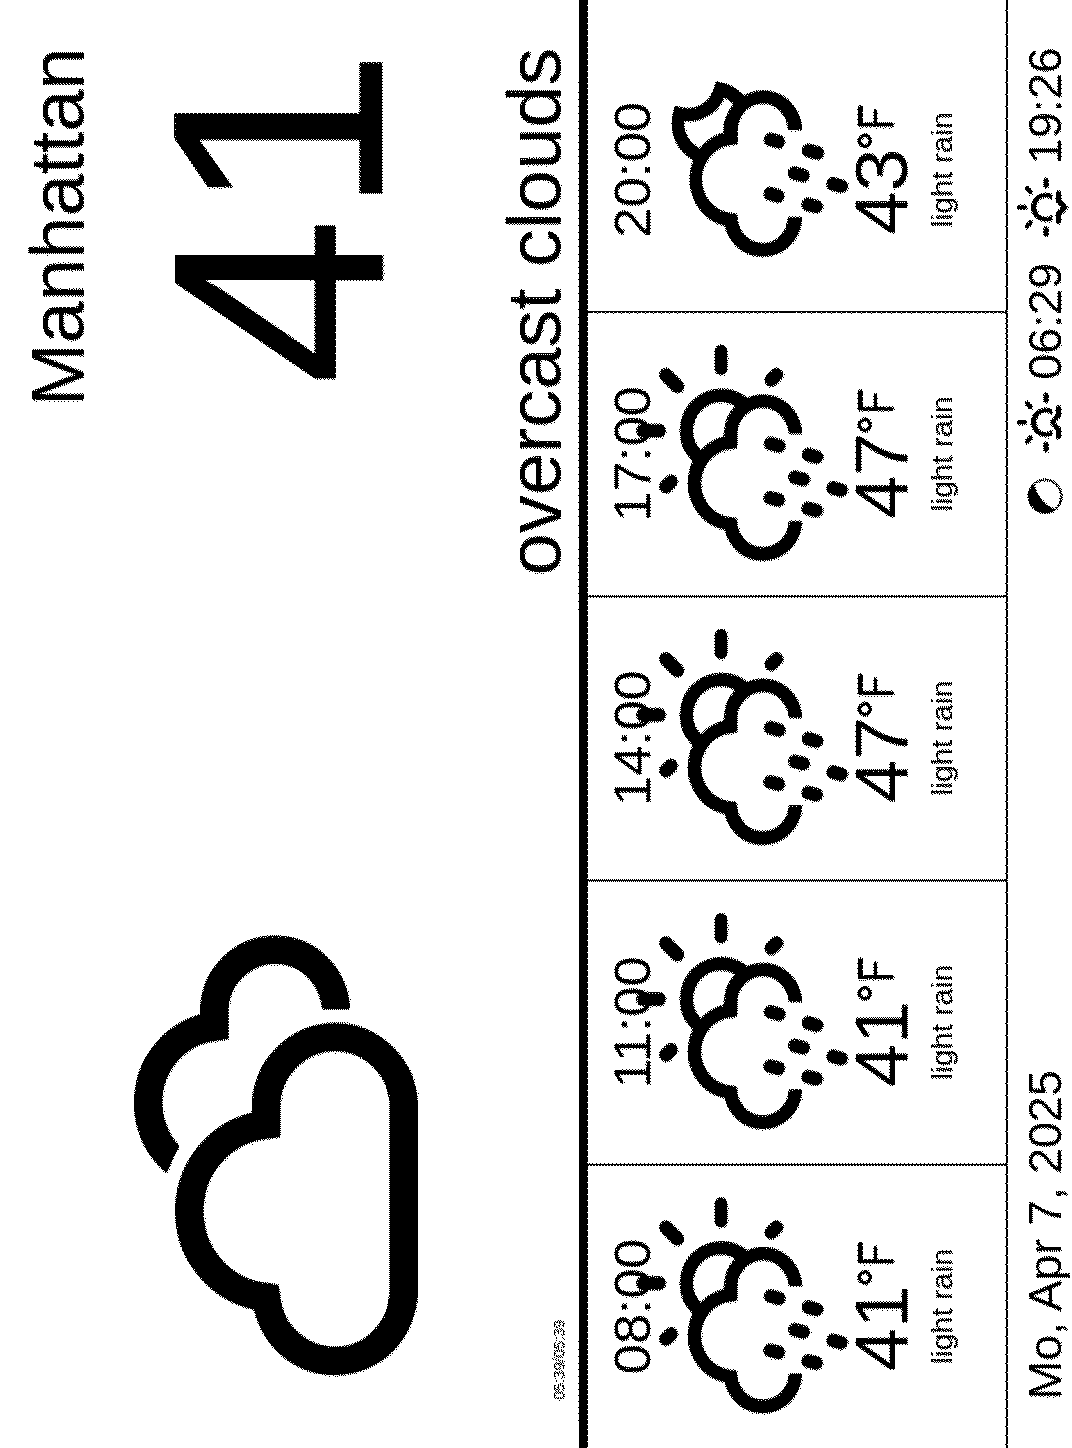 Manhattan
41
overcast clouds
05:39/05:39
08:00 11:00 14:00 17:00 20:00
41°F 41°F 47°F 47°F 43°F
light rain light rain light rain light rain light rain
Mo, Apr 7, 2025 06:29 19:26